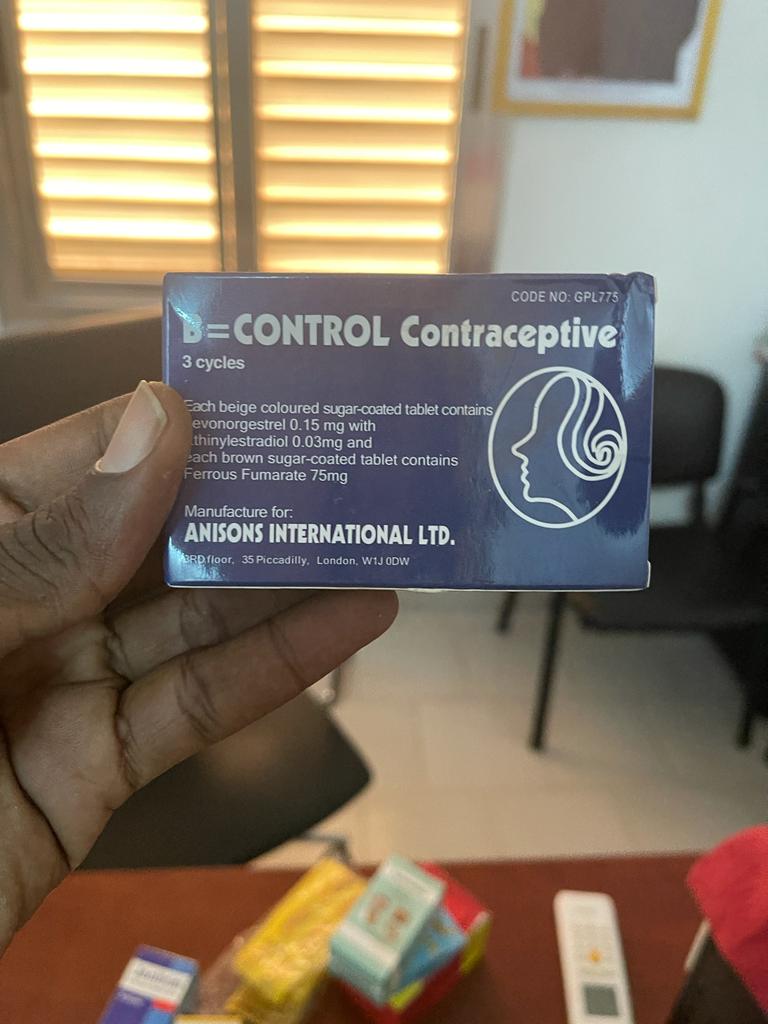 CODE NO: GPL775
B=CONTROL Contraceptive
3 cycles
Each beige coloured sugar-coated tablet contains
evonorgestrel 0.15 mg with
thinylestradiol 0.03mg and
each brown sugar-coated tablet contains
Ferrous Fumarate 75mg
Manufacture for:
ANISONS INTERNATIONAL LTD.
3RD floor, 35 Piccadilly, London, W1J 0DW